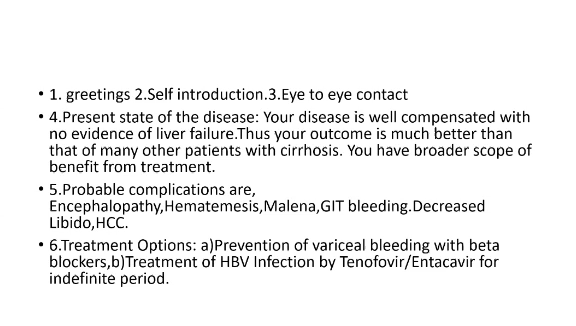 • 1. greetings 2.Self introduction.3.Eye to eye contact
• 4.Present state of the disease: Your disease is well compensated with
no evidence of liver failure.Thus your outcome is much better than
that of many other patients with cirrhosis. You have broader scope of
benefit from treatment.
• 5.Probable complications are,
Encephalopathy,Hematemesis,Malena,GIT bleeding.Decreased
Libido,HCC.
• 6.Treatment Options: a)Prevention of variceal bleeding with beta
blockers,b)Treatment of HBV Infection by Tenofovir/Entacavir for
indefinite period.